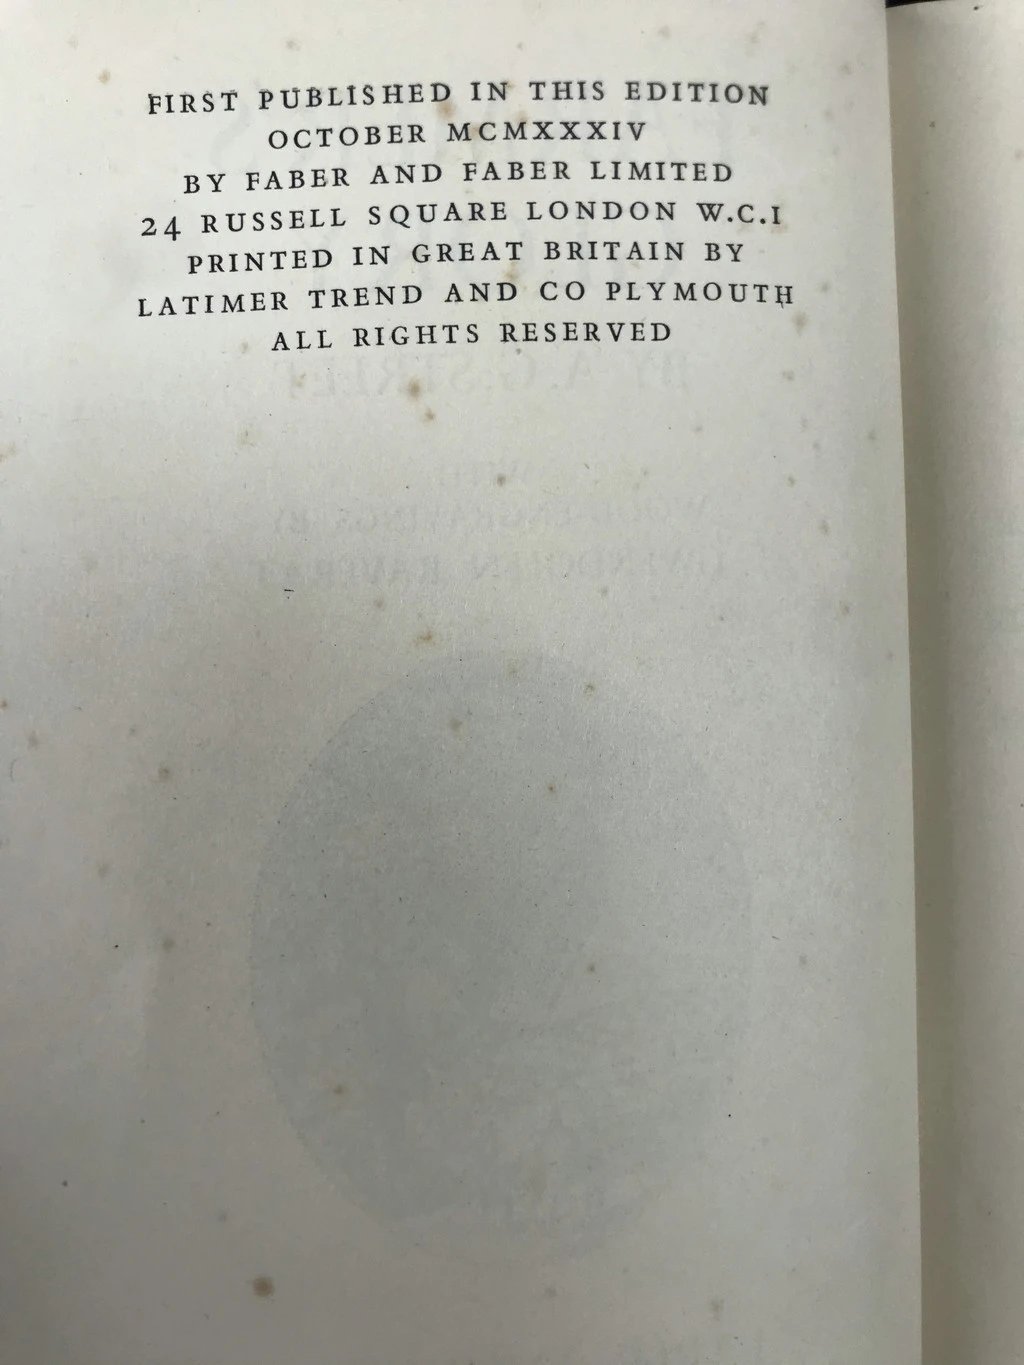 FIRST PUBLISHED IN THIS EDITION
OCTOBER MCMXXXIV
BY FABER AND FABER LIMITED
24 RUSSELL SQUARE LONDON W.C.I
PRINTED IN GREAT BRITAIN BY
LATIMER TREND AND CO PLYMOUTH
ALL RIGHTS RESERVED